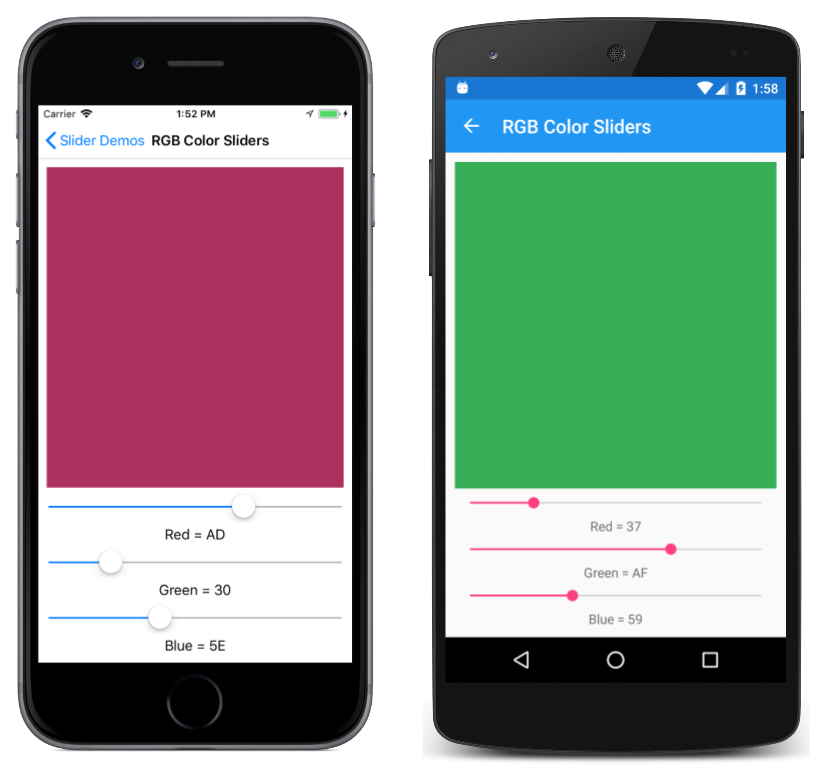 Carrier 1:52 PM
Slider Demos RGB Color Sliders
Red = AD
Green = 30
Blue = 5E
1:58
RGB Color Sliders
Red = 37
Green = AF
Blue = 59